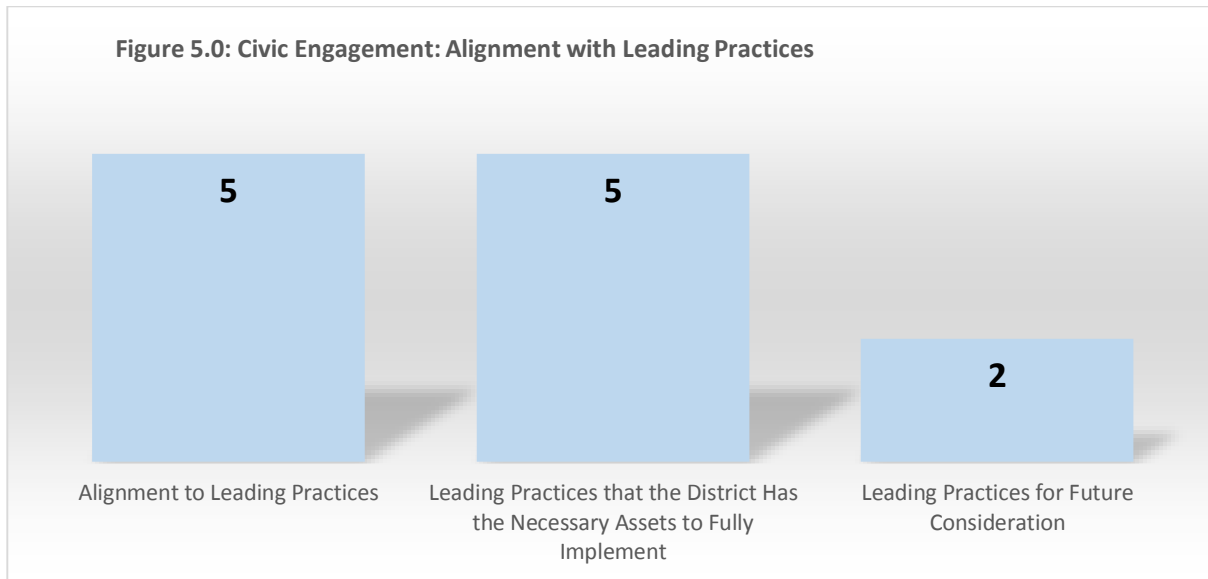 Figure 5.0: Civic Engagement: Alignment with Leading Practices
5
5
2
Alignment to Leading Practices
Leading Practices that the District Has
the Necessary Assets to Fully
Implement
Leading Practices for Future
Consideration